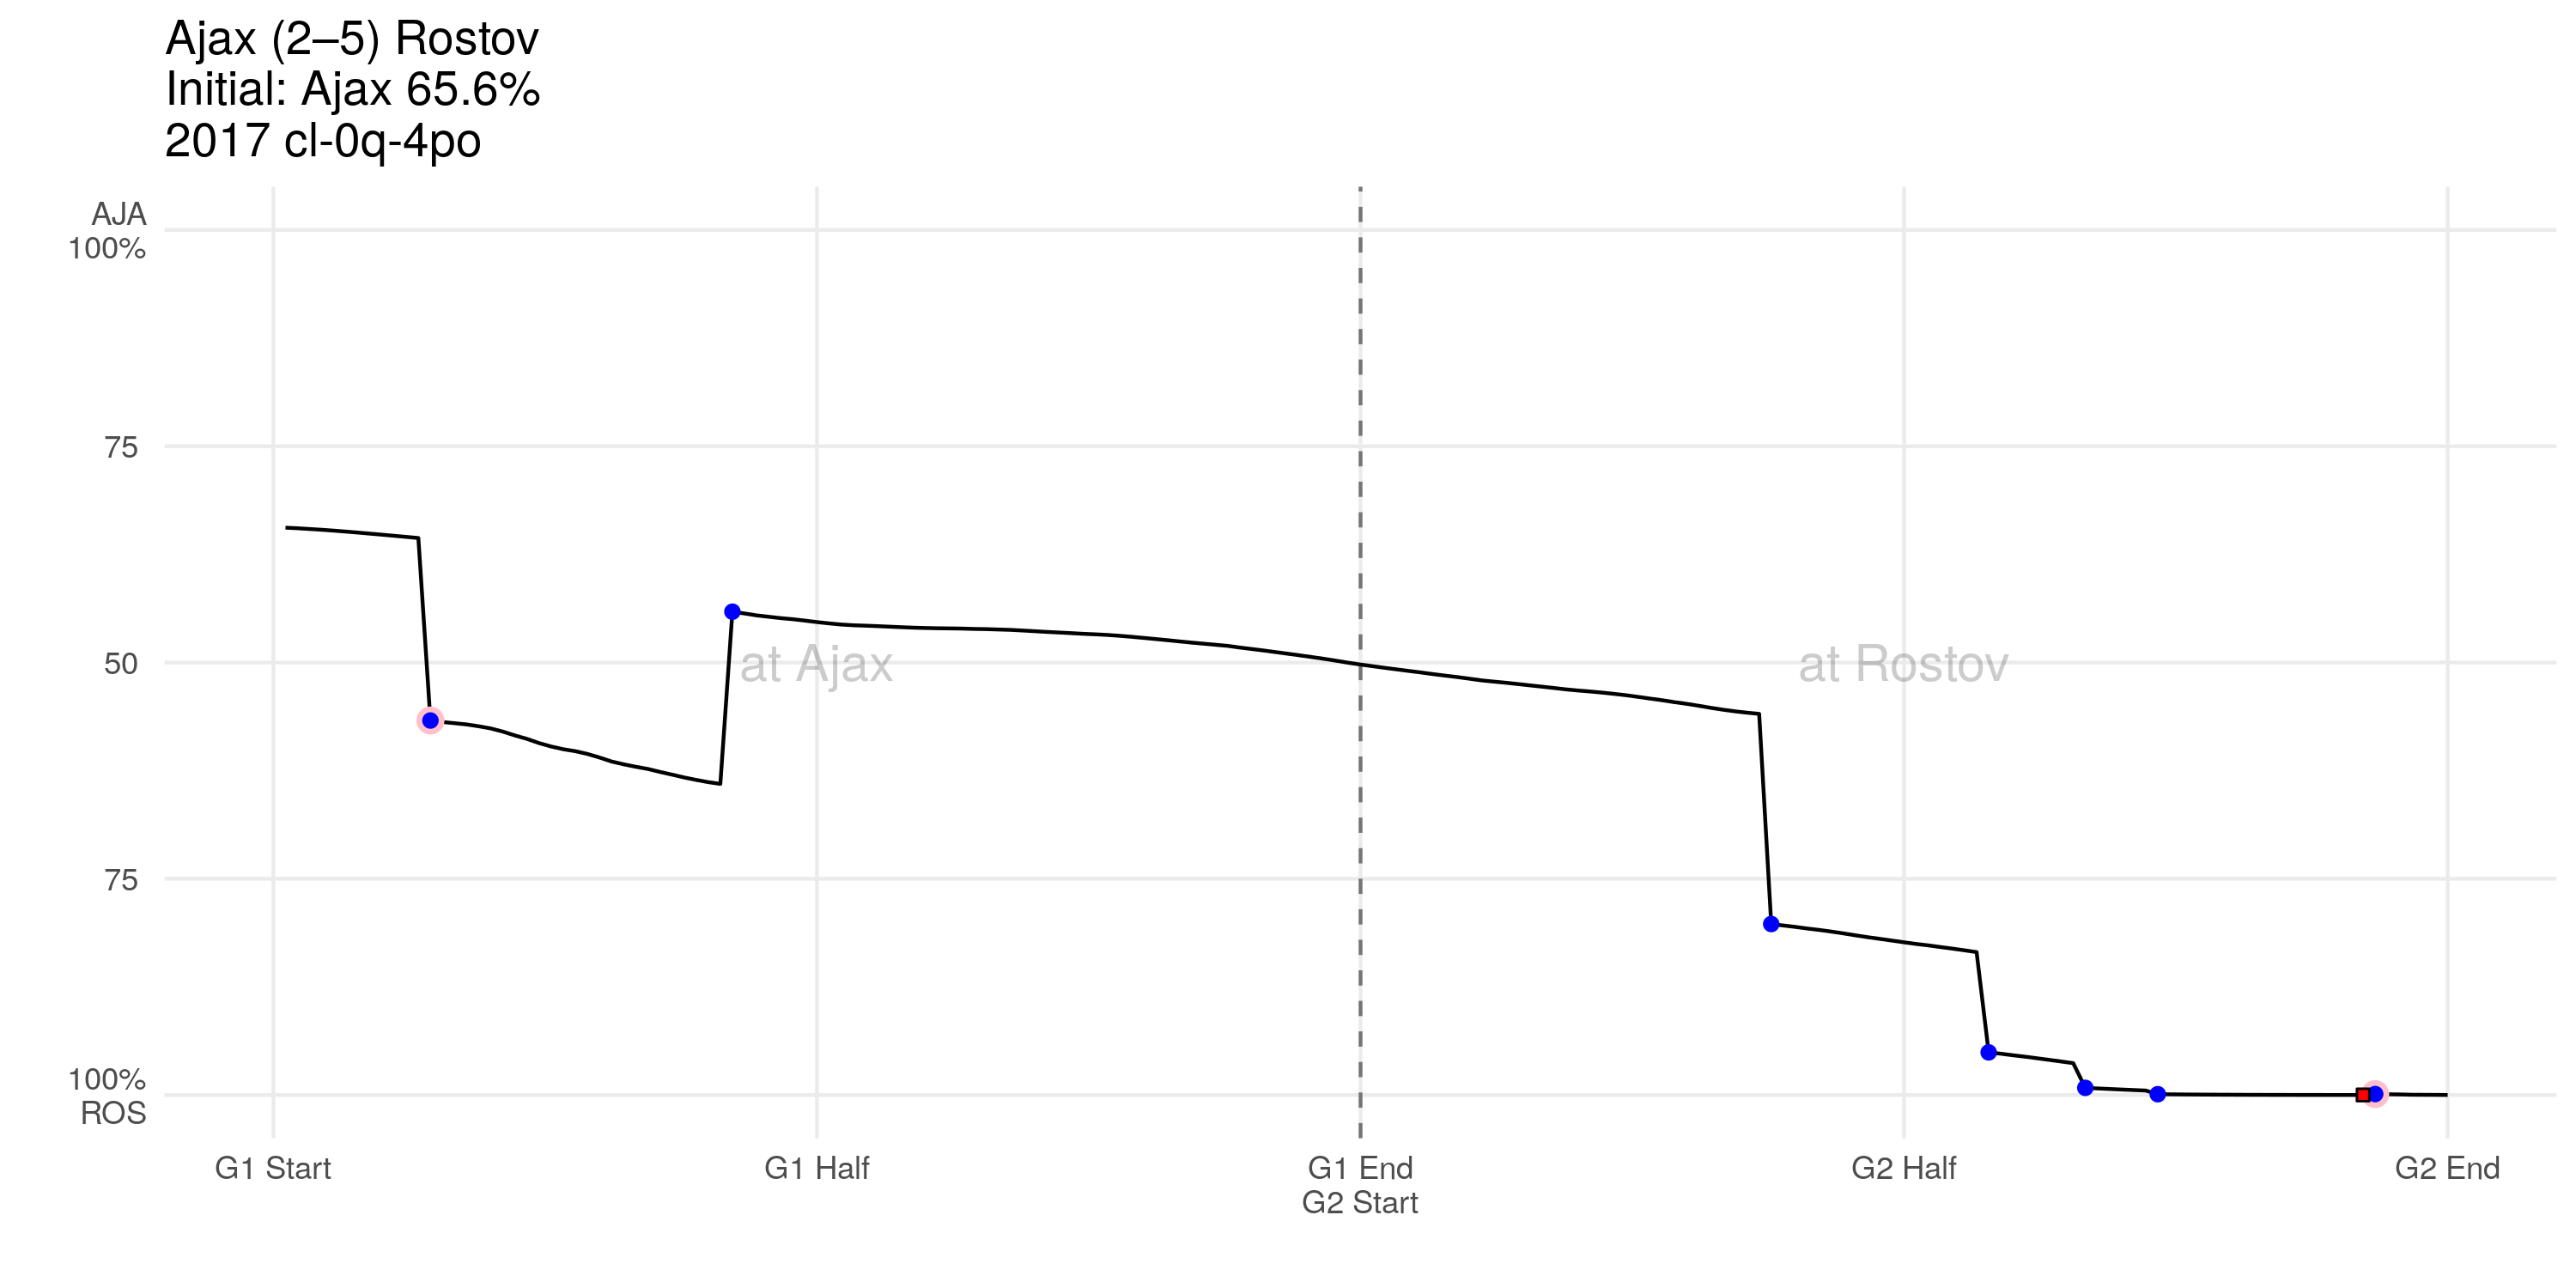 Ajax (2–5) Rostov
Initial: Ajax 65.6%
2017 cl-0q-4po
AJA
100%
75
50
75
100%
ROS
at Ajax
at Rostov
G1 Start
G1 Half
G1 End
G2 Start
G2 Half
G2 End